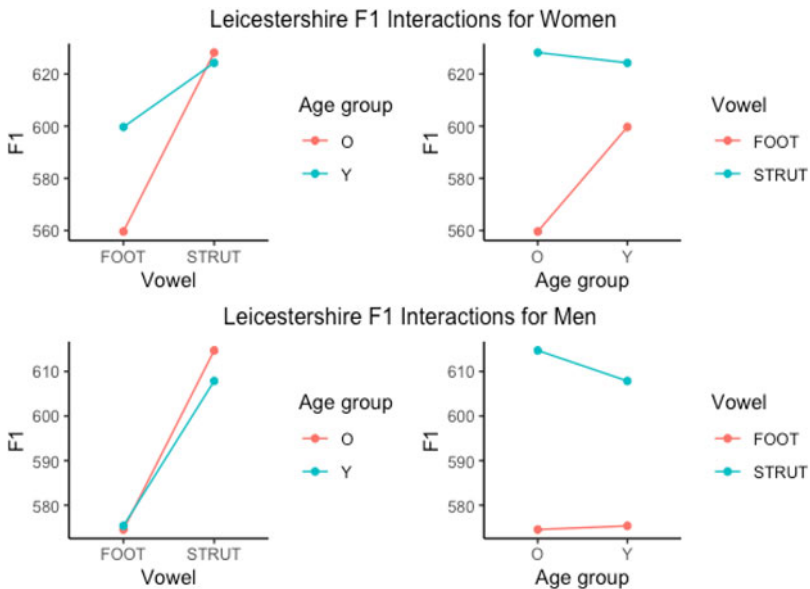 Leicestershire F1 Interactions for Women
620
600
580
560
F1
FOOT STRUT
Vowel
Age group
O
Y
620
600
580
560
F1
O Y
Age group
Vowel
FOOT
STRUT
Leicestershire F1 Interactions for Men
610
600
590
580
F1
FOOT STRUT
Vowel
Age group
O
Y
610
600
590
580
F1
O Y
Age group
Vowel
FOOT
STRUT